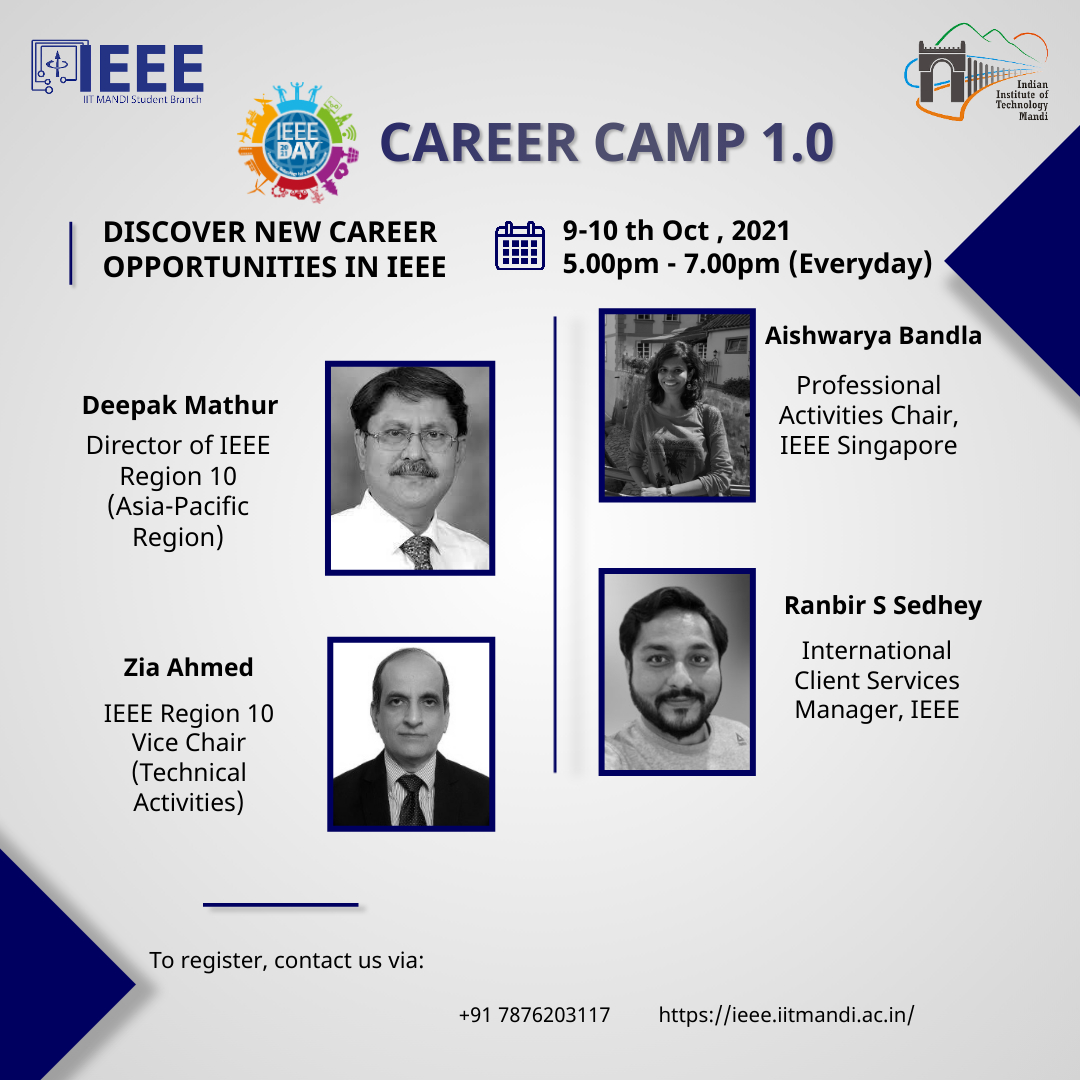 IEEE
IIT MANDI Student Branch
Indian
Institute of
Technology
Mandi
IEEE
DAY
CAREER CAMP 1.0
DISCOVER NEW CAREER
OPPORTUNITIES IN IEEE
9-10 th Oct , 2021
5.00pm - 7.00pm (Everyday)
Deepak Mathur
Director of IEEE
Region 10
(Asia-Pacific
Region)
Aishwarya Bandla
Professional
Activities Chair,
IEEE Singapore
Zia Ahmed
IEEE Region 10
Vice Chair
(Technical
Activities)
Ranbir S Sedhey
International
Client Services
Manager, IEEE
To register, contact us via:
+91 7876203117
https://ieee.iitmandi.ac.in/